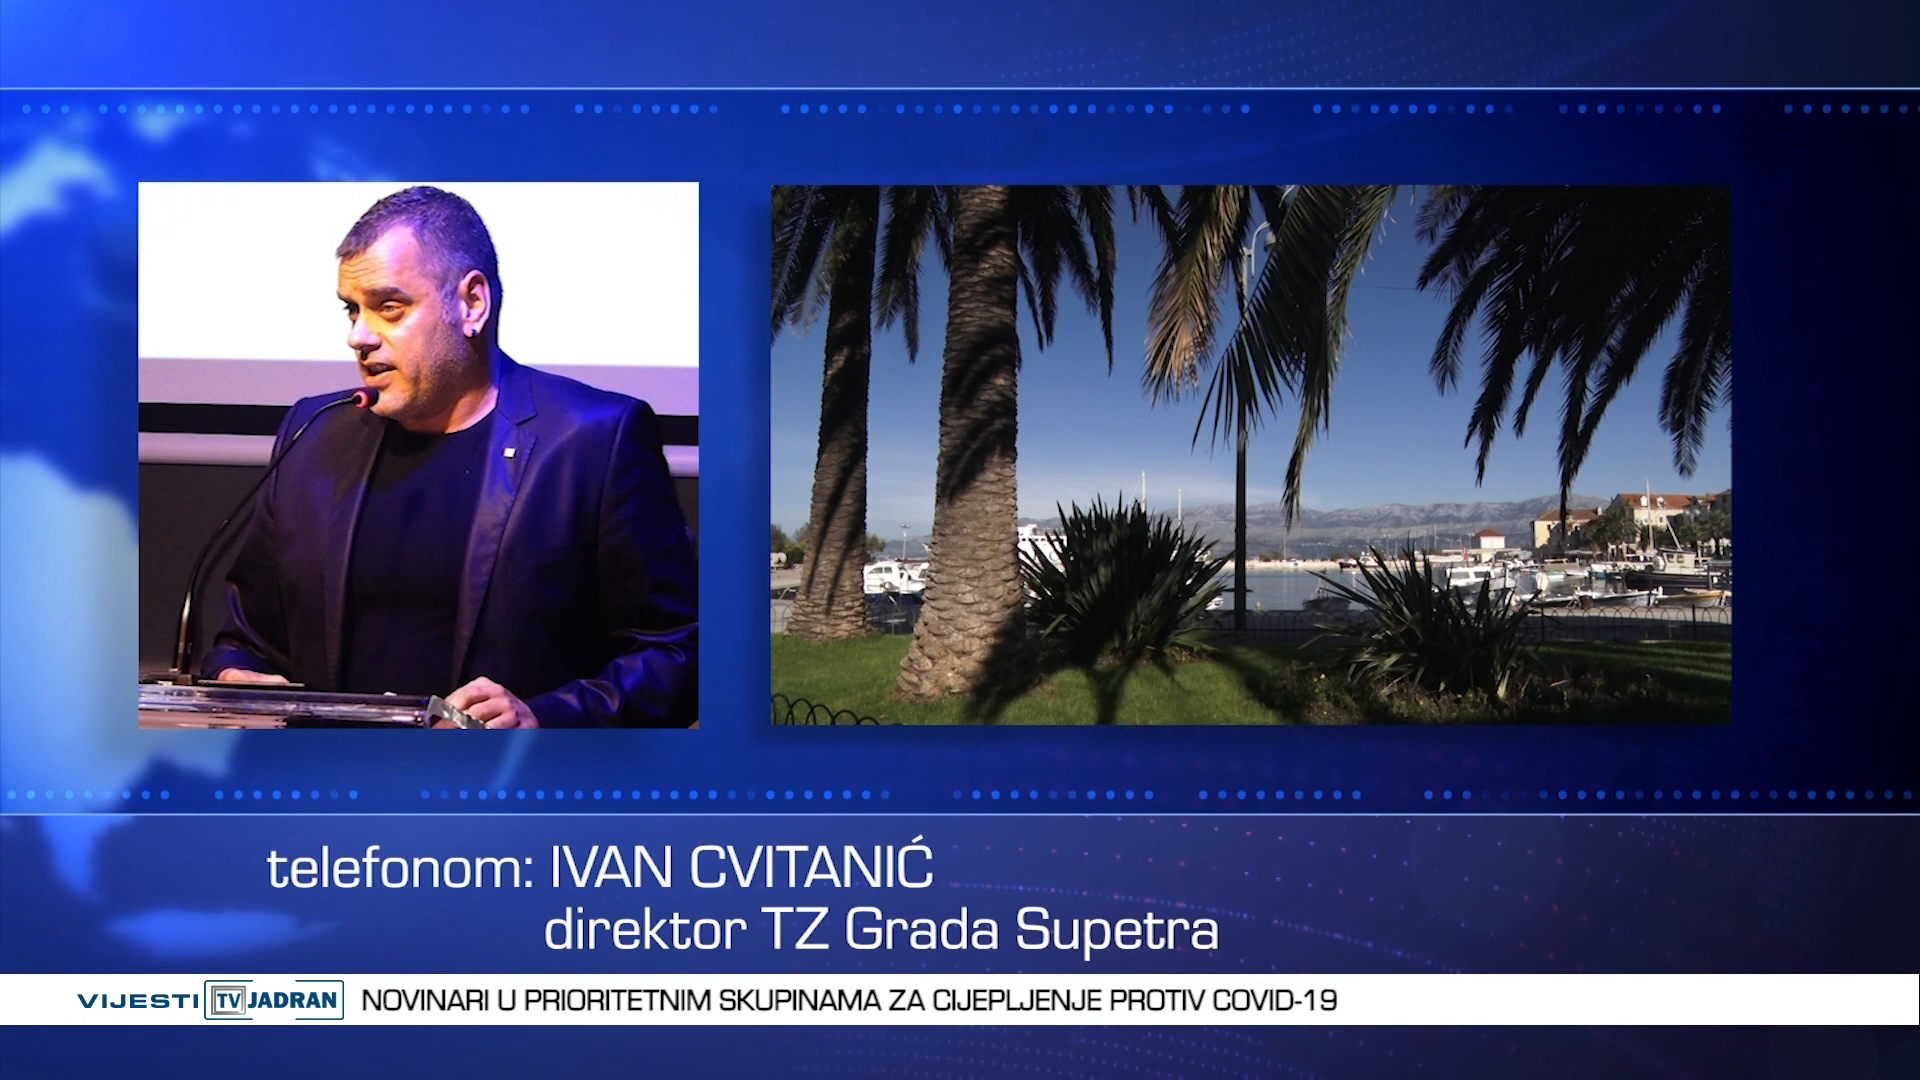 telefonom: IVAN CVITANIĆ
direktor TZ Grada Supetra
VIJESTI TV JADRAN NOVINARI U PRIORITETNIM SKUPINAMA ZA CIJEPLJENJE PROTIV COVID-19